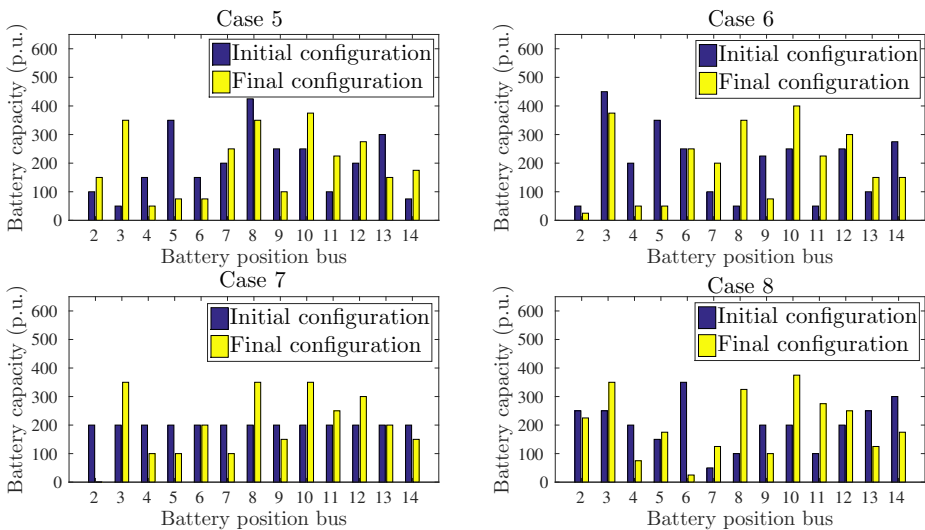 Case 5
Battery capacity (p.u.)
600
500
400
300
200
100
0
Initial configuration
Final configuration
2 3 4 5 6 7 8 9 10 11 12 13 14
Battery position bus
Case 6
Battery capacity (p.u.)
600
500
400
300
200
100
0
Initial configuration
Final configuration
2 3 4 5 6 7 8 9 10 11 12 13 14
Battery position bus
Case 7
Battery capacity (p.u.)
600
500
400
300
200
100
0
Initial configuration
Final configuration
2 3 4 5 6 7 8 9 10 11 12 13 14
Battery position bus
Case 8
Battery capacity (p.u.)
600
500
400
300
200
100
0
Initial configuration
Final configuration
2 3 4 5 6 7 8 9 10 11 12 13 14
Battery position bus